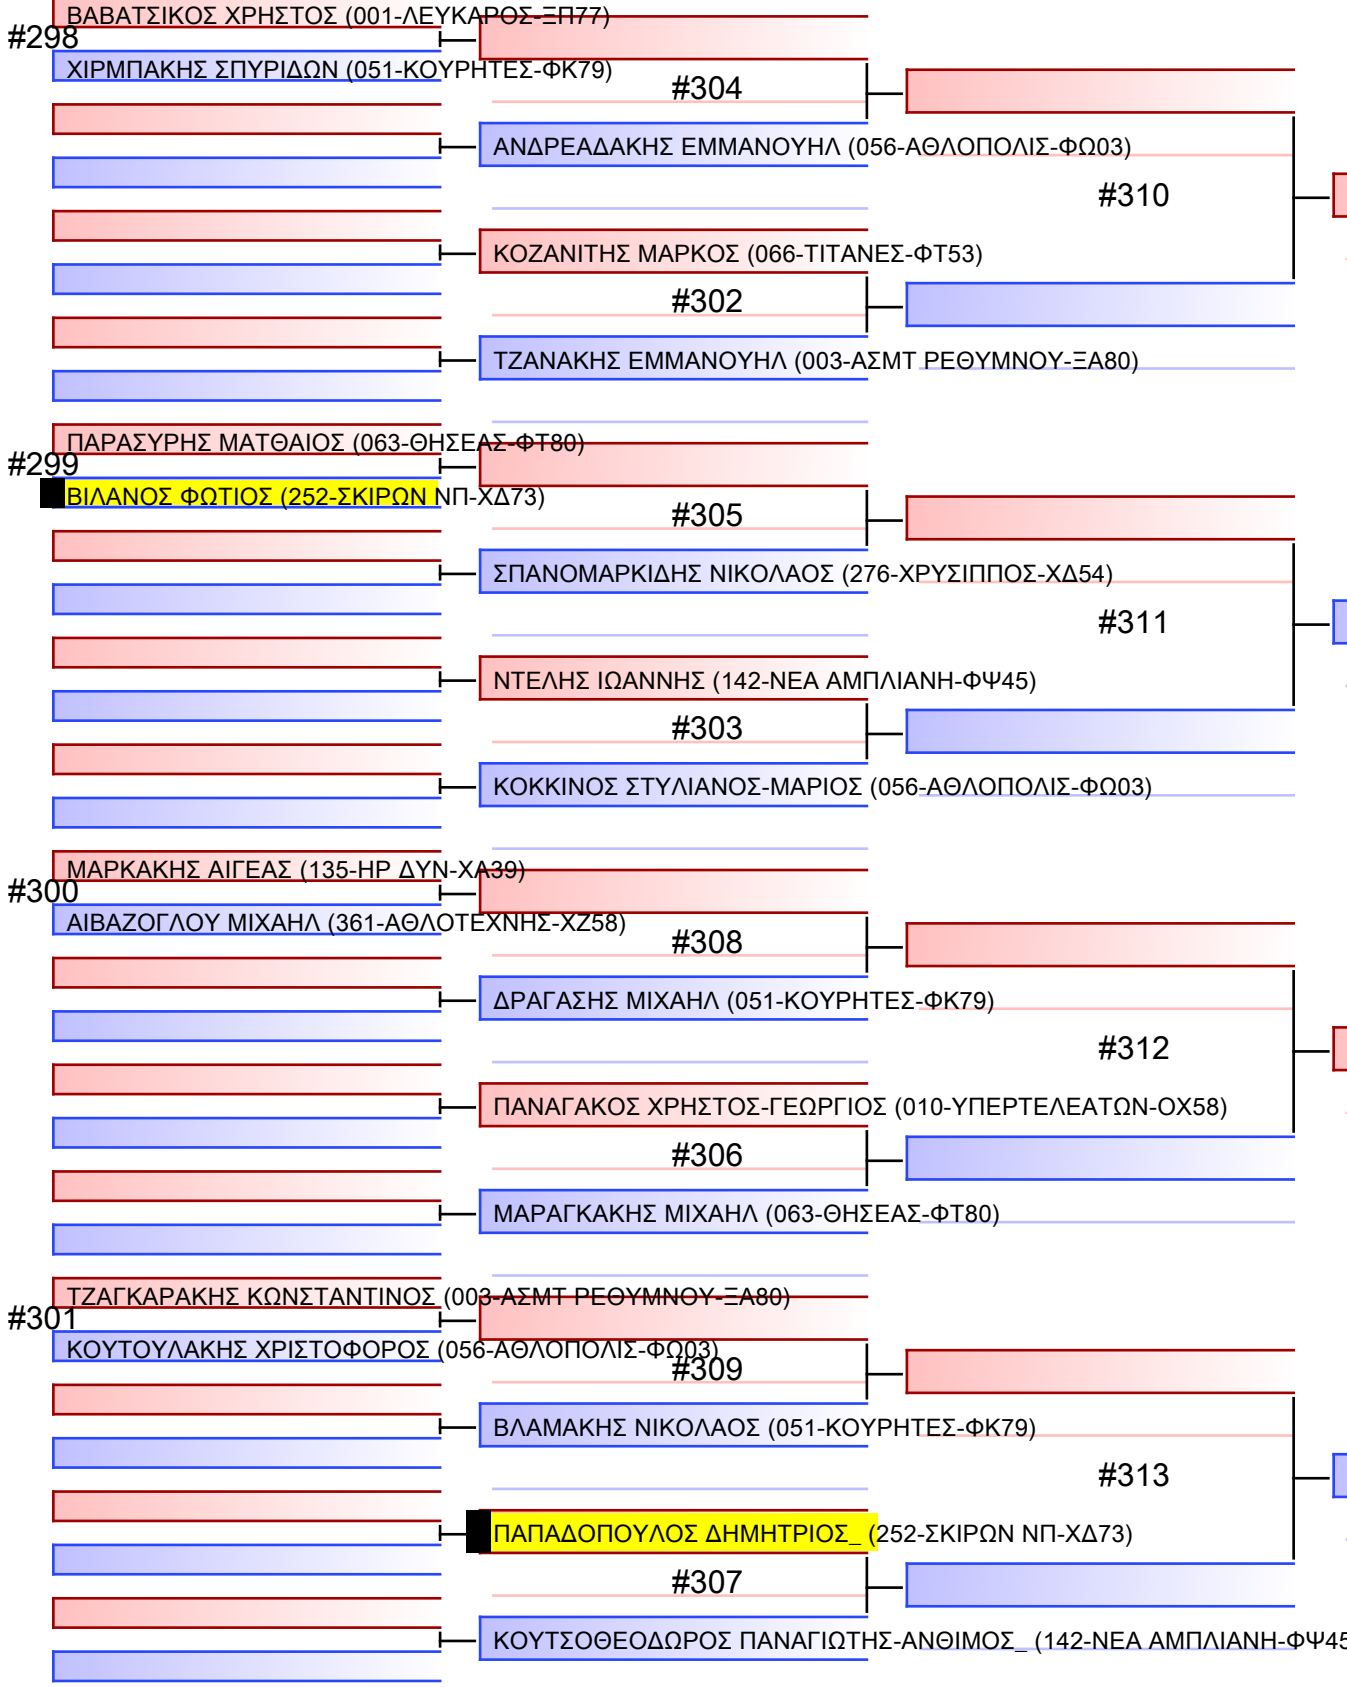 ΒΑΒΑΤΣΙΚΟΣ ΧΡΗΣΤΟΣ (001-ΛΕΥΚΑΡΟΣ-ΞΠ77)
#298
ΧΙΡΜΠΑΚΗΣ ΣΠΥΡΙΔΩΝ (051-ΚΟΥΡΗΤΕΣ-ΦΚ79)
#304
ΑΝΔΡΕΑΔΑΚΗΣ ΕΜΜΑΝΟΥΗΛ (056-ΑΘΛΟΠΟΛΙΣ-ΦΩ03)
#310
ΚΟΖΑΝΙΤΗΣ ΜΑΡΚΟΣ (066-ΤΙΤΑΝΕΣ-ΦΤ53)
#302
ΤΖΑΝΑΚΗΣ ΕΜΜΑΝΟΥΗΛ (003-ΑΣΜΤ ΡΕΘΥΜΝΟΥ-ΞΑ80)
ΠΑΡΑΣΥΡΗΣ ΜΑΤΘΑΙΟΣ (063-ΘΗΣΕΑΣ-ΦΤ80)
#299
ΒΙΛΑΝΟΣ ΦΩΤΙΟΣ (252-ΣΚΙΡΩΝ ΝΠ-ΧΔ73)
#305
ΣΠΑΝΟΜΑΡΚΙΔΗΣ ΝΙΚΟΛΑΟΣ (276-ΧΡΥΣΙΠΠΟΣ-ΧΔ54)
#311
ΝΤΕΛΗΣ ΙΩΑΝΝΗΣ (142-ΝΕΑ ΑΜΠΛΙΑΝΗ-ΦΨ45)
#303
ΚΟΚΚΙΝΟΣ ΣΤΥΛΙΑΝΟΣ-ΜΑΡΙΟΣ (056-ΑΘΛΟΠΟΛΙΣ-ΦΩ03)
ΜΑΡΚΑΚΗΣ ΑΙΓΕΑΣ (135-ΗΡ ΔΥΝ-ΧΑ39)
#300
ΑΙΒΑΖΟΓΛΟΥ ΜΙΧΑΗΛ (361-ΑΘΛΟΤΕΧΝΗΣ-ΧΖ58)
#308
ΔΡΑΓΑΣΗΣ ΜΙΧΑΗΛ (051-ΚΟΥΡΗΤΕΣ-ΦΚ79)
#312
ΠΑΝΑΓΑΚΟΣ ΧΡΗΣΤΟΣ-ΓΕΩΡΓΙΟΣ (010-ΥΠΕΡΤΕΛΕΑΤΩΝ-ΟΧ58)
#306
ΜΑΡΑΓΚΑΚΗΣ ΜΙΧΑΗΛ (063-ΘΗΣΕΑΣ-ΦΤ80)
ΤΖΑΓΚΑΡΑΚΗΣ ΚΩΝΣΤΑΝΤΙΝΟΣ (003-ΑΣΜΤ ΡΕΘΥΜΝΟΥ-ΞΑ80)
#301
ΚΟΥΤΟΥΛΑΚΗΣ ΧΡΙΣΤΟΦΟΡΟΣ (056-ΑΘΛΟΠΟΛΙΣ-ΦΩ03)
#309
ΒΛΑΜΑΚΗΣ ΝΙΚΟΛΑΟΣ (051-ΚΟΥΡΗΤΕΣ-ΦΚ79)
#313
ΠΑΠΑΔΟΠΟΥΛΟΣ ΔΗΜΗΤΡΙΟΣ_ (252-ΣΚΙΡΩΝ ΝΠ-ΧΔ73)
#307
ΚΟΥΤΣΟΘΕΟΔΩΡΟΣ ΠΑΝΑΓΙΩΤΗΣ-ΑΝΘΙΜΟΣ_ (142-ΝΕΑ ΑΜΠΛΙΑΝΗ-ΦΨ45